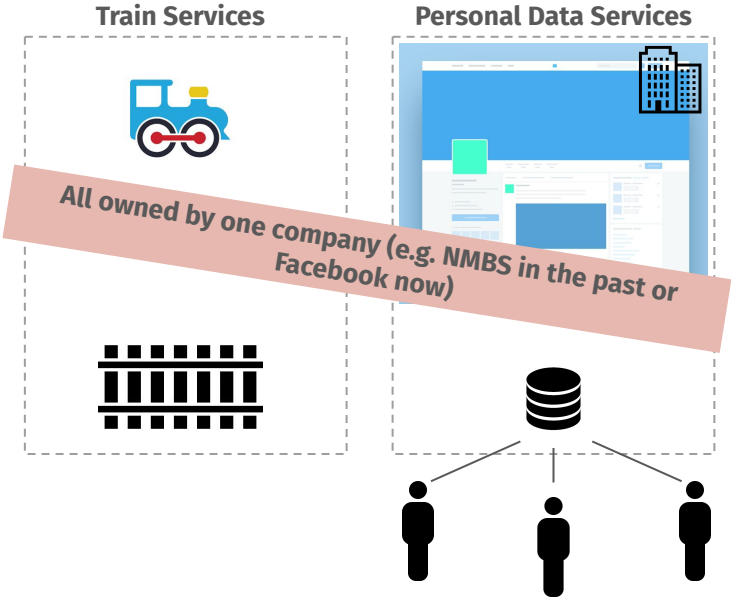 Train Services
Personal Data Services
All owned by one company (e.g. NMBS in the past or
Facebook now)